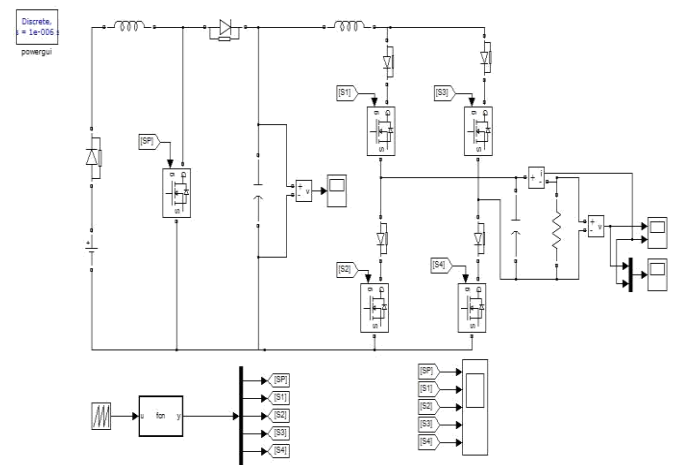 Discrete,
s = 1e-006 s
powergui
[S1]
[S3]
[SP]
g
D
S
g
D
S
g
D
S
+
-
v
+
i
-
+
-
v
[S2]
[S4]
g
D
S
g
D
S
+
[SP]
[S1]
[S2]
[S3]
[S4]
u
fcn
y
[SP]
[S1]
[S2]
[S3]
[S4]